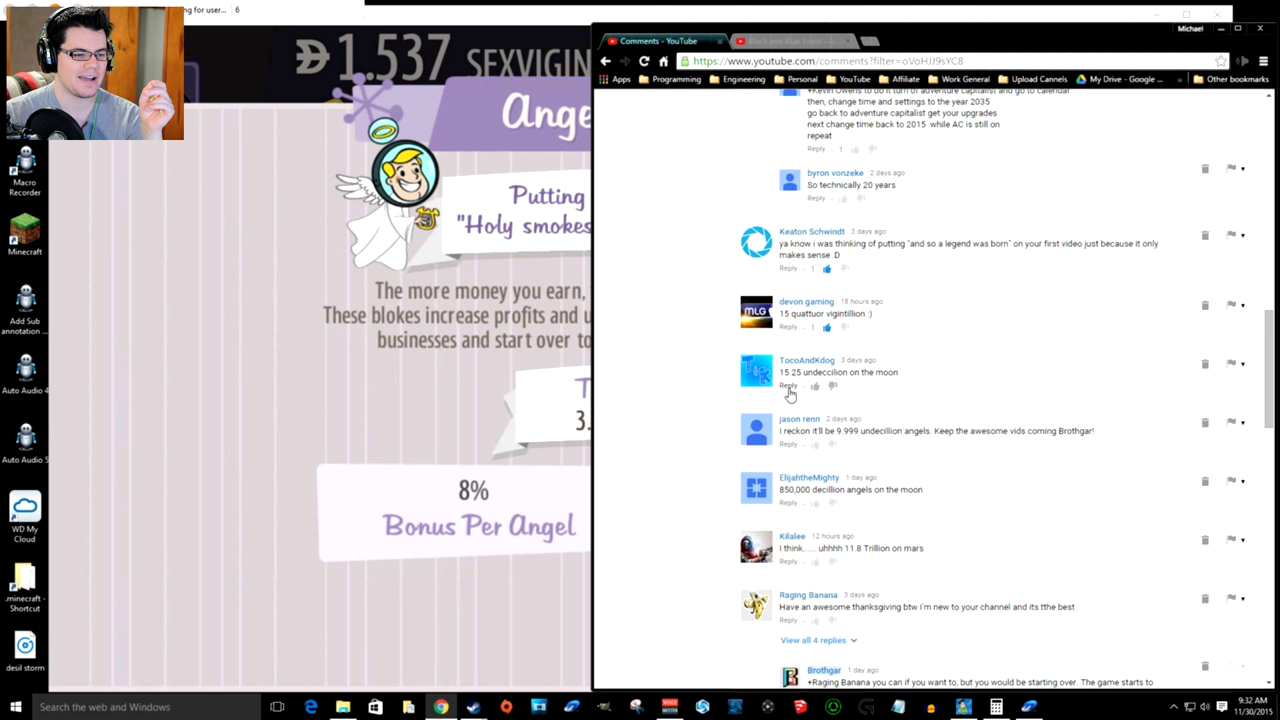 ng for user...
6
1.537 SEXVIGIN
Ange
Putting
"Holy smokes
The more money you earn,
These blokes increase profits and u
businesses and start over to
T
3.
8%
Bonus Per Angel
Macro
Recorder
Minecraft
Add Sub
annotation ...
Auto Audio 4
Auto Audio 5
WD My
Cloud
.minecraft -
Shortcut
desil storm
Michael
Comments - YouTube
https://www.youtube.com/comments?filter=oVoHJJ9sYC8
Apps Programming Engineering Personal YouTube Affiliate Work General Upload Channels My Drive - Google ... » Other bookmarks
+Kevin Owens to do it turn of adventure capitalist and go to calendar
then, change time and settings to the year 2035
go back to adventure capitalist get your upgrades
next change time back to 2015 while AC is still on
repeat
Reply · 1
byron vonzeke 2 days ago
So technically 20 years
Reply ·
Keaton Schwindt 3 days ago
ya know i was thinking of putting "and so a legend was born" on your first video just because it only
makes sense :D
Reply · 1
devon gaming 18 hours ago
15 quattuor vigintillion :)
Reply · 1
TocoAndKdog 3 days ago
15.25 undeccilion on the moon
Reply ·
jason renn 2 days ago
I reckon it'll be 9.999 undecillion angels. Keep the awesome vids coming Brothgar!
Reply ·
ElijahtheMighty 1 day ago
850,000 decillion angels on the moon
Reply ·
Kilalee 12 hours ago
I think...... uhhhh 11.8 Trillion on mars
Reply ·
Raging Banana 3 days ago
Have an awesome thanksgiving btw I'm new to your channel and its tthe best
Reply ·
View all 4 replies
Brothgar 1 day ago
+Raging Banana you can if you want to, but you would be starting over. The game starts to
Search the web and Windows
9:32 AM
11/30/2015